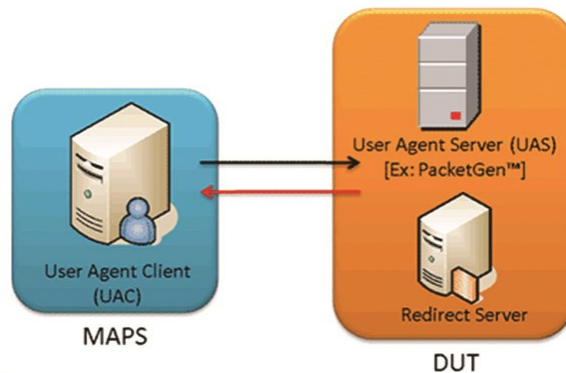 User Agent Client
(UAC)
MAPS
User Agent Server (UAS)
[Ex: PacketGen™]
Redirect Server
DUT